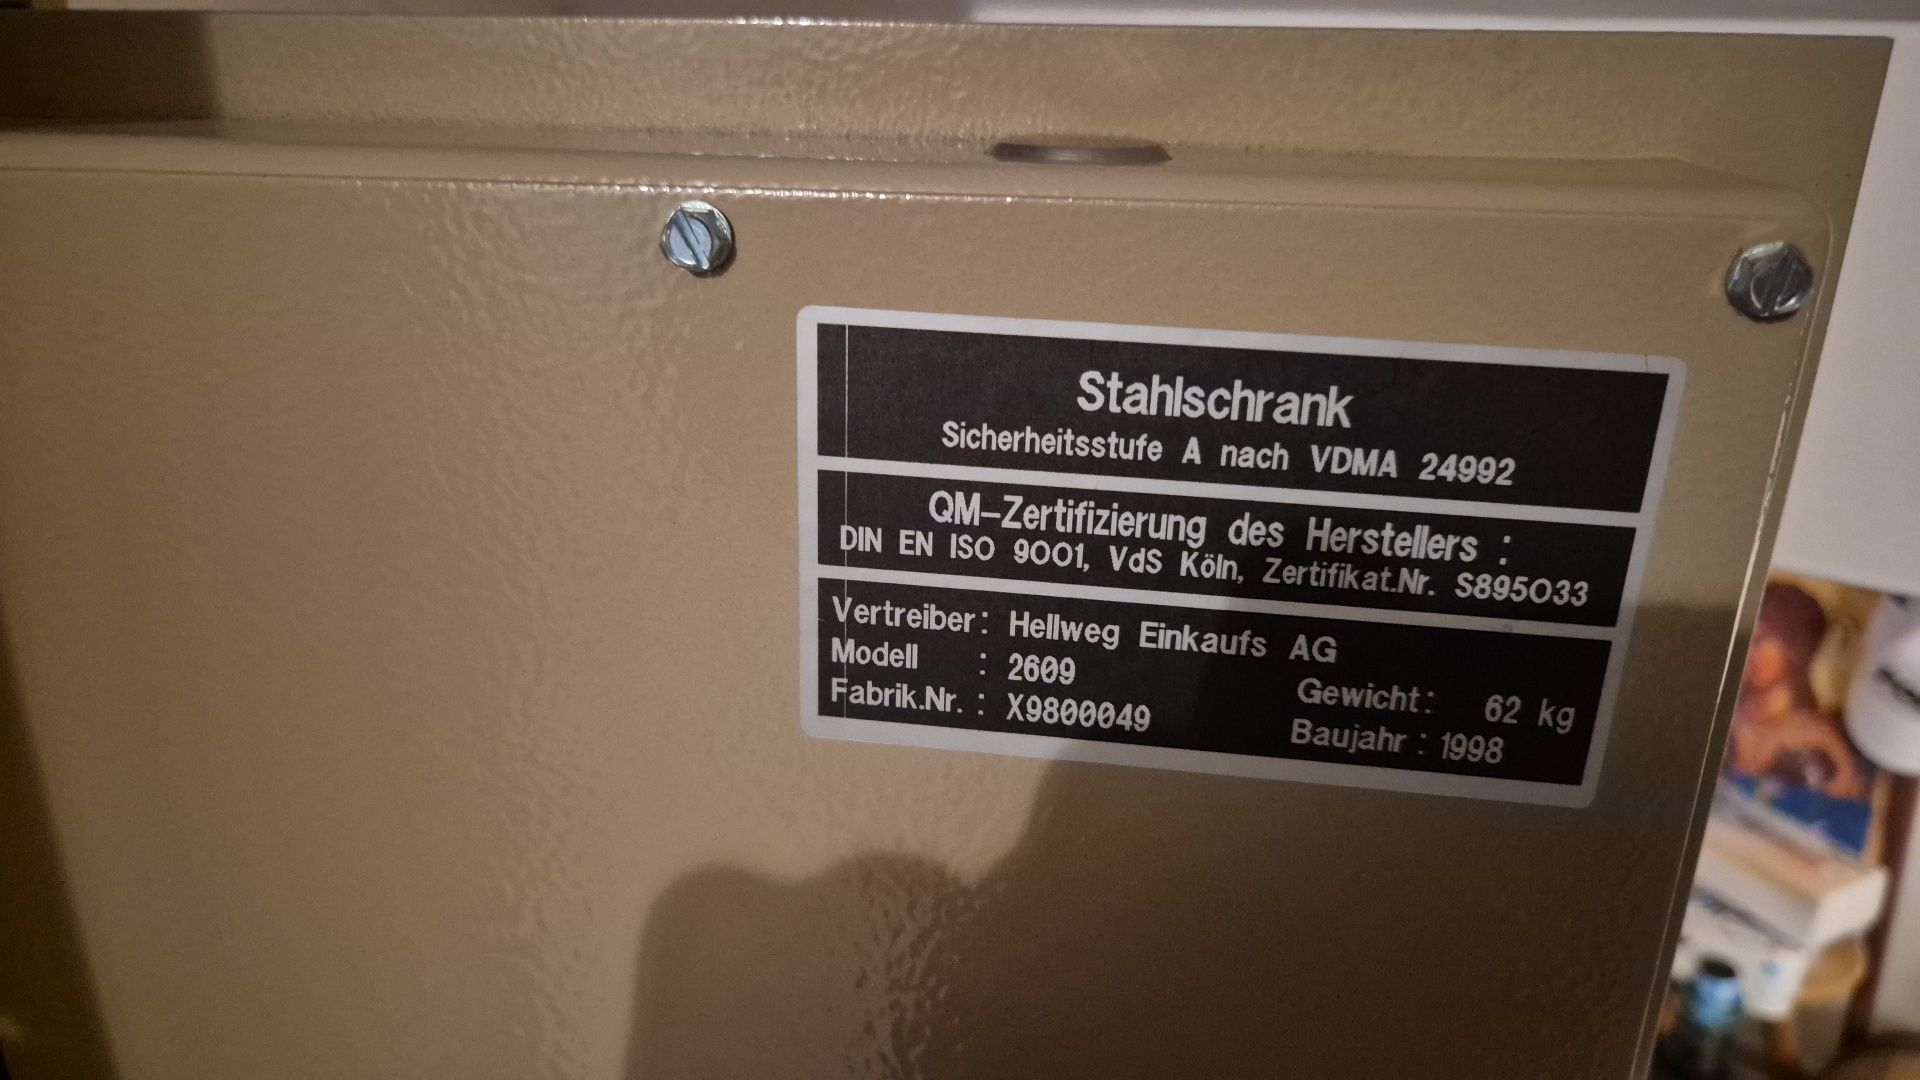 Stahlschrank
Sicherheitsstufe A nach VDMA 24992
QM-Zertifizierung des Herstellers :
DIN EN ISO 9001, VdS Köln, Zertifikat.Nr. S895033
Vertreiber: Hellweg Einkaufs AG
Modell : 2609 Gewicht: 62 kg
Fabrik.Nr. : X9800049 Baujahr : 1998